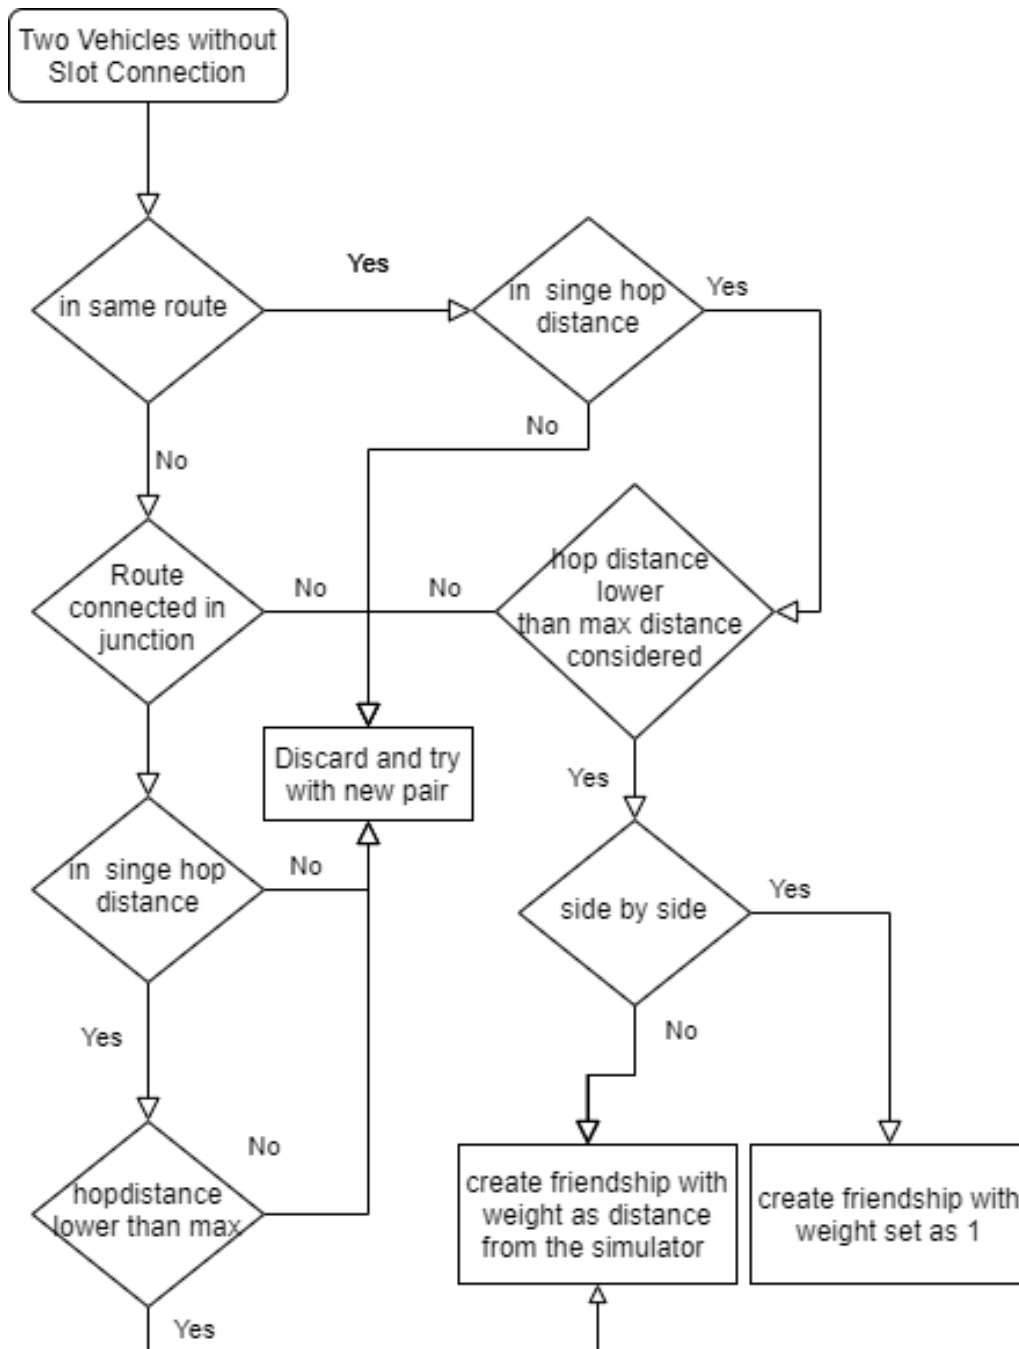 Two Vehicles without
Slot Connection
in same route
Yes
in singe hop
distance
Yes
No
No
Route
connected in
junction
No
No
hop distance
lower
than max distance
considered
Discard and try
with new pair
Yes
in singe hop
distance
No
side by side
Yes
Yes
No
hopdistance
lower than max
No
create friendship with
weight as distance
from the simulator
create friendship with
weight set as 1
Yes